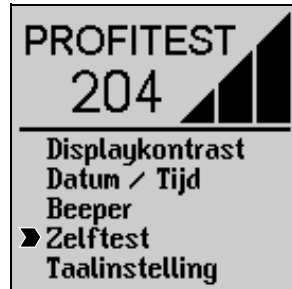 PROFITEST
204
Displaykontrast
Datum / Tijd
Beeper
Zelftest
Taalinstelling